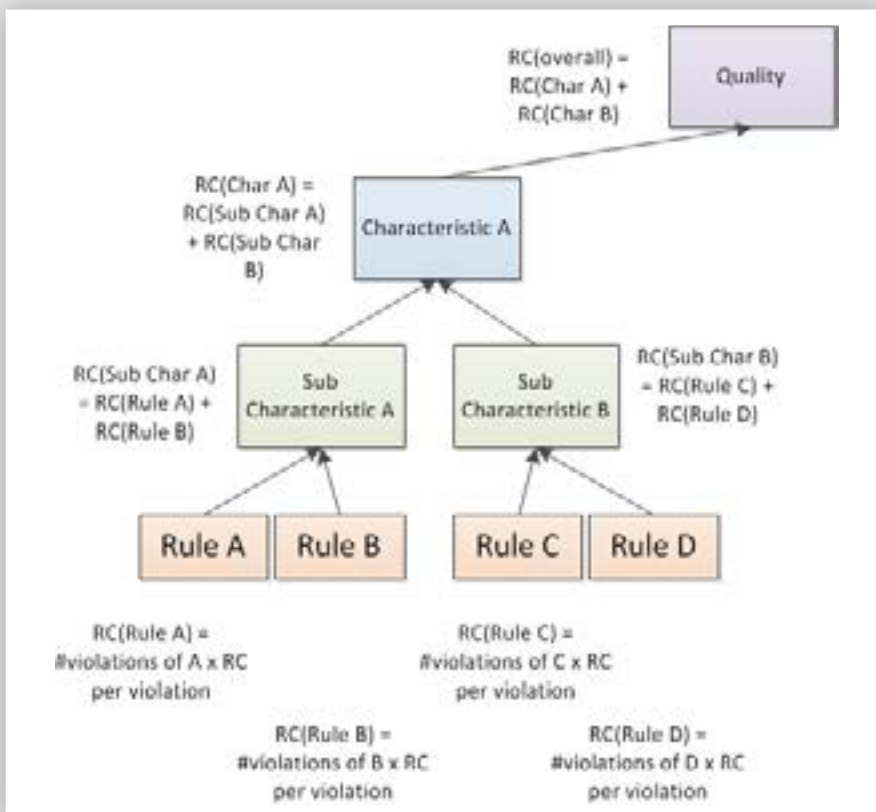 RC(overall) =
RC(Char A) +
RC(Char B)
Quality
RC(Char A) =
RC(Sub Char A)
+ RC(Sub Char
B)
Characteristic A
RC(Sub Char A)
= RC(Rule A) +
RC(Rule B)
Sub
Characteristic A
Sub
Characteristic B
RC(Sub Char B)
= RC(Rule C) +
RC(Rule D)
Rule A
Rule B
Rule C
Rule D
RC(Rule A) =
#violations of A x RC
per violation
RC(Rule C) =
#violations of C x RC
per violation
RC(Rule B) =
#violations of B x RC
per violation
RC(Rule D) =
#violations of D x RC
per violation